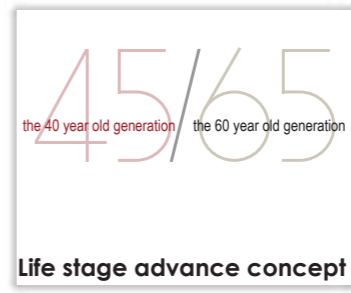 45/65
the 40 year old generation the 60 year old generation
Life stage advance concept